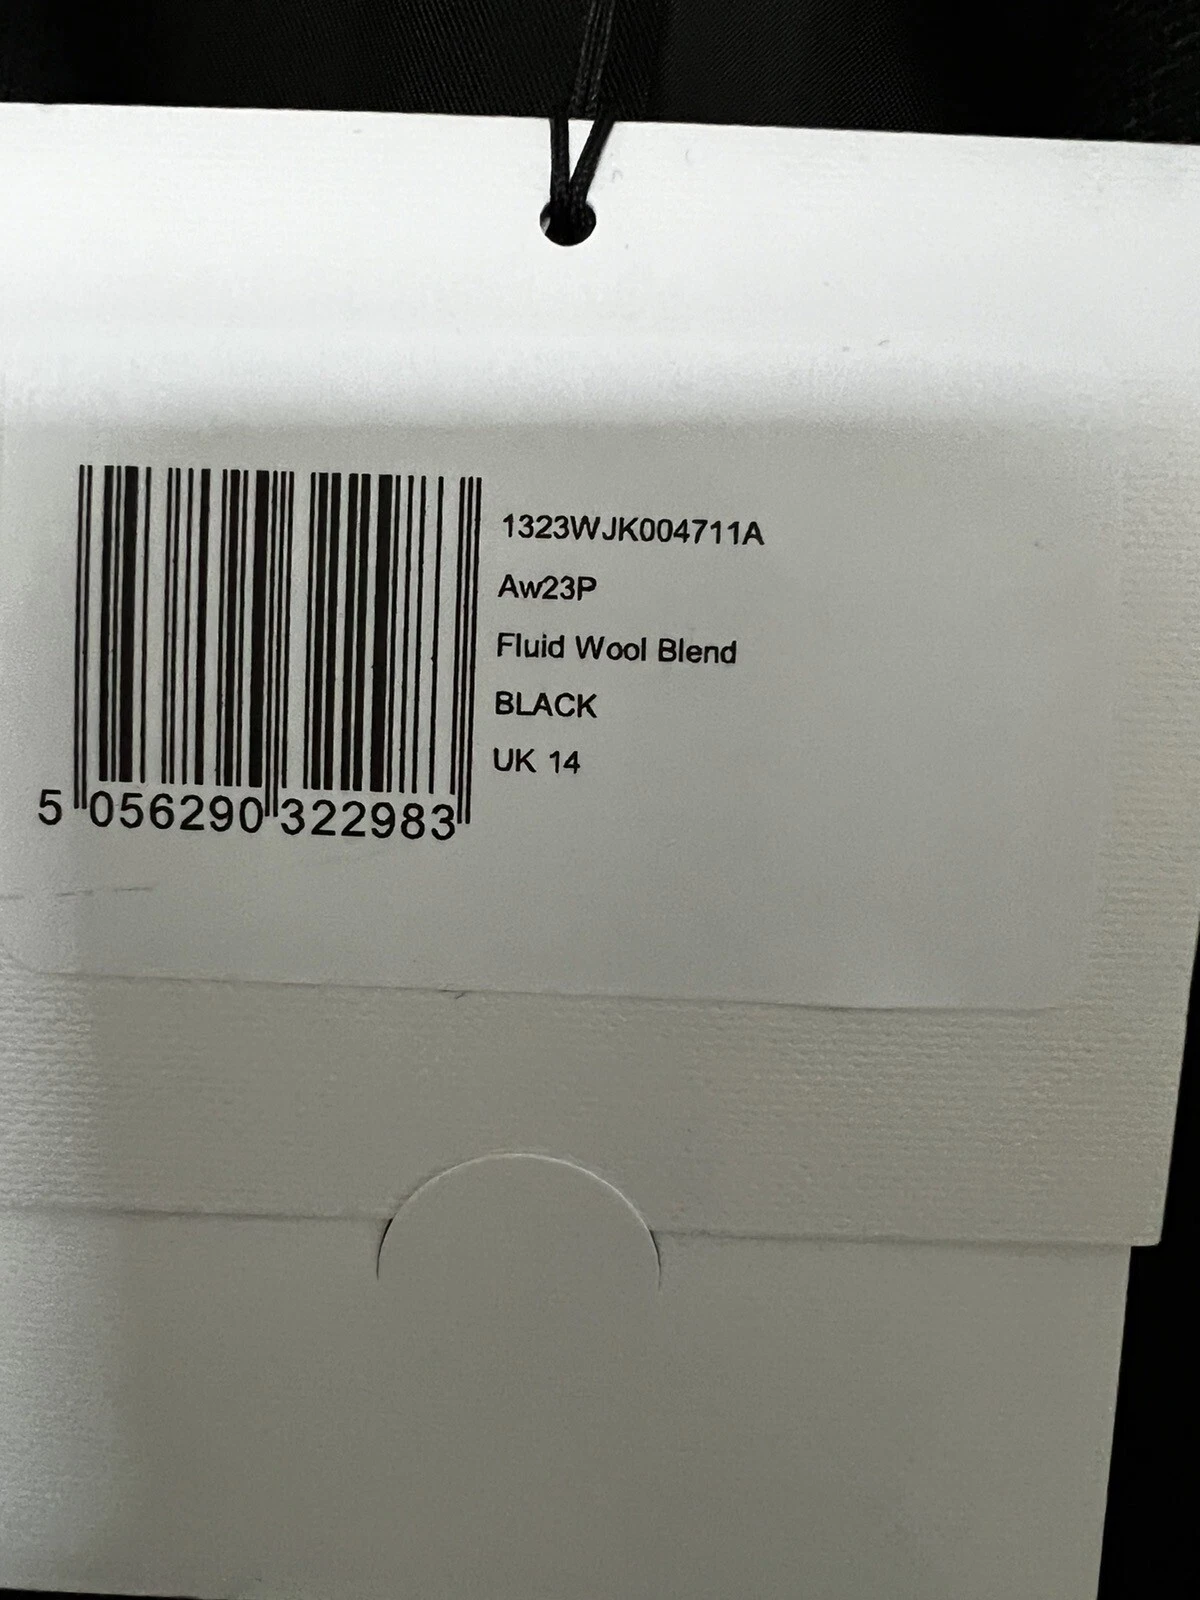 1323WJK004711A
Aw23P
Fluid Wool Blend
BLACK
UK 14
5 056290 322983